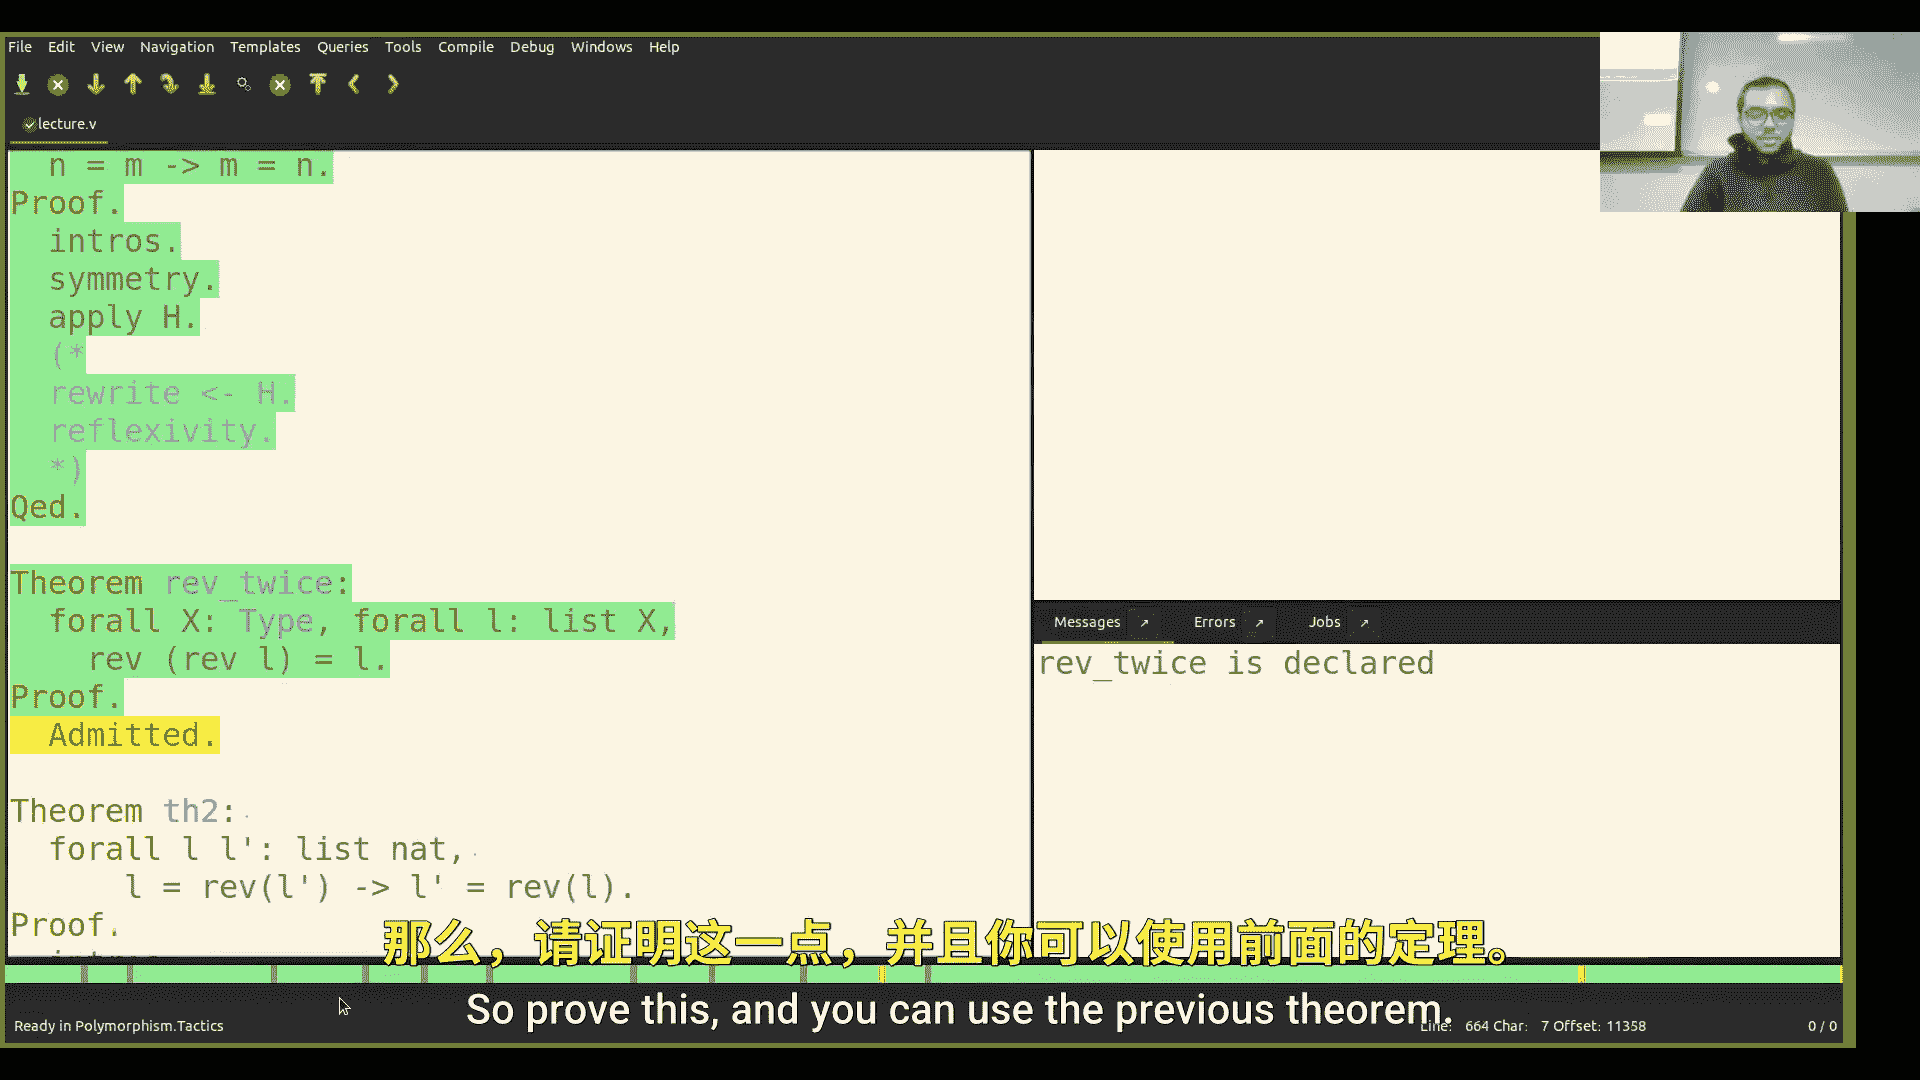 File Edit View Navigation Templates Queries Tools Compile Debug Windows Help
lecture.v
n = m -> m = n.
Proof.
intros.
symmetry.
apply H.
(*
rewrite <- H.
reflexivity.
*)
Qed.
Theorem rev_twice:
forall X: Type, forall l: list X,
rev (rev l) = l.
Proof.
Admitted.
Theorem th2:
forall l l': list nat,
l = rev(l') -> l' = rev(l).
Proof.
Messages Errors Jobs
rev_twice is declared
那么，请证明这一点，并且你可以使用前面的定理。
So prove this, and you can use the previous theorem.
Ready in Polymorphism.Tactics
Line: 664 Char: 7 Offset: 11358
0 / 0